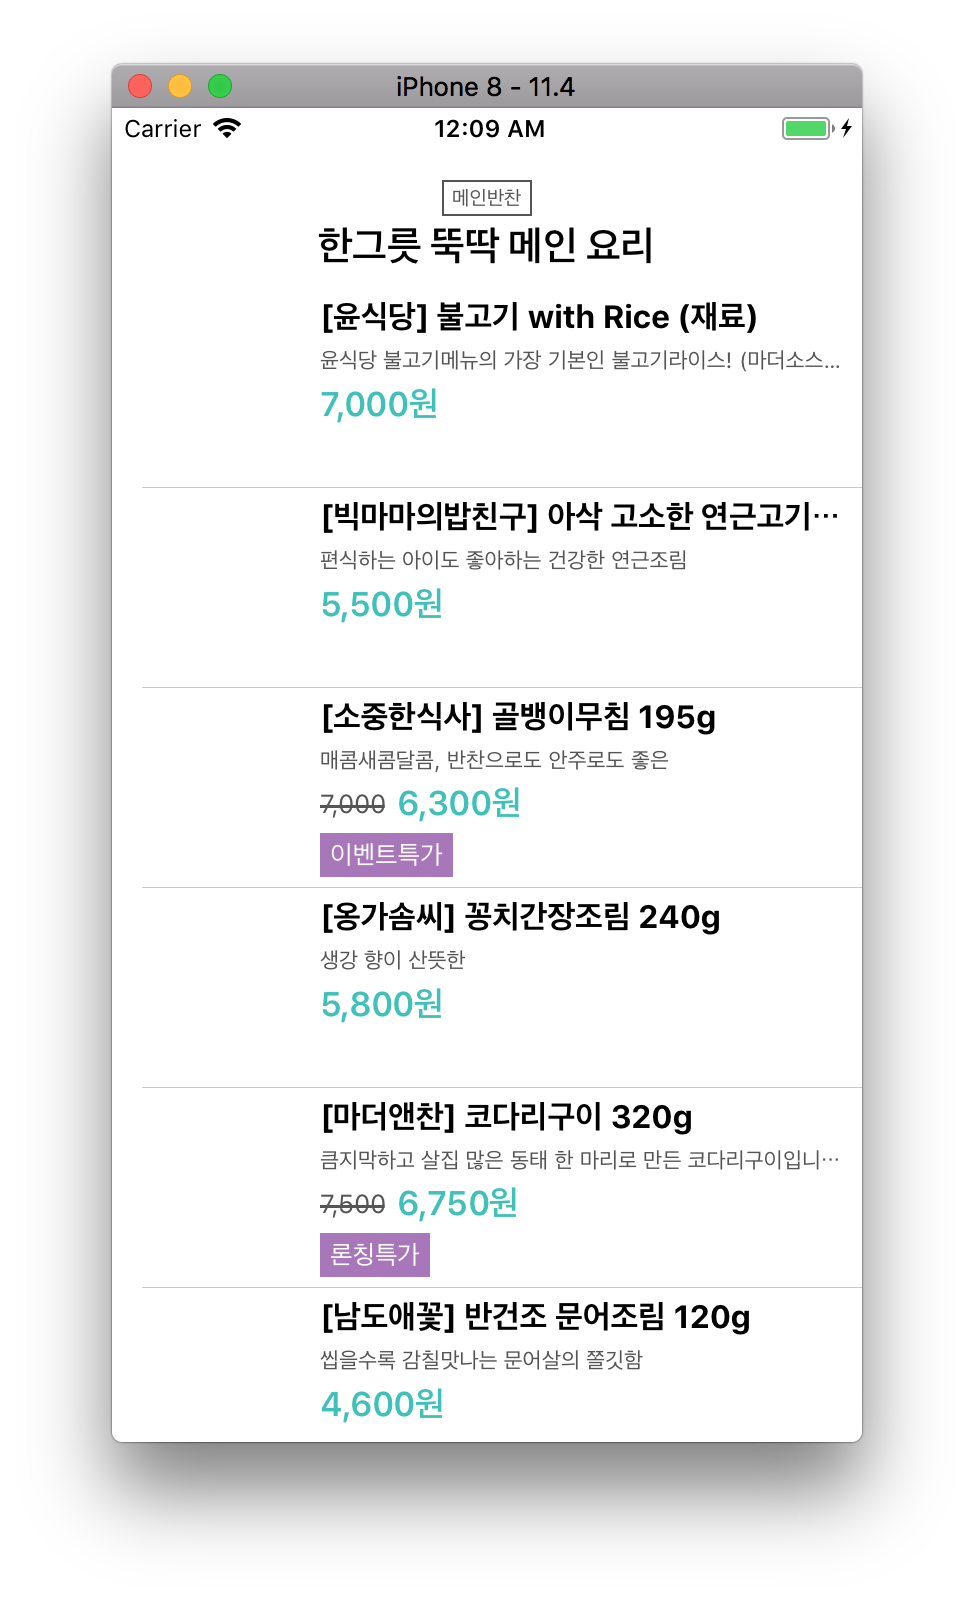 iPhone 8 - 11.4
Carrier 12:09 AM
메인반찬
한그릇 뚝딱 메인 요리
[윤식당] 불고기 with Rice (재료)
윤식당 불고기메뉴의 가장 기본인 불고기라이스! (마더소스...
7,000원
[빅마마의밥친구] 아삭 고소한 연근고기...
편식하는 아이도 좋아하는 건강한 연근조림
5,500원
[소중한식사] 골뱅이무침 195g
매콤새콤달콤, 반찬으로도 안주로도 좋은
7,000 6,300원
이벤트특가
[옹가솜씨] 꽁치간장조림 240g
생강 향이 산뜻한
5,800원
[마더앤찬] 코다리구이 320g
큼지막하고 살집 많은 동태 한 마리로 만든 코다리구이입니...
7,500 6,750원
론칭특가
[남도애꽃] 반건조 문어조림 120g
씹을수록 감칠맛나는 문어살의 쫄깃함
4,600원